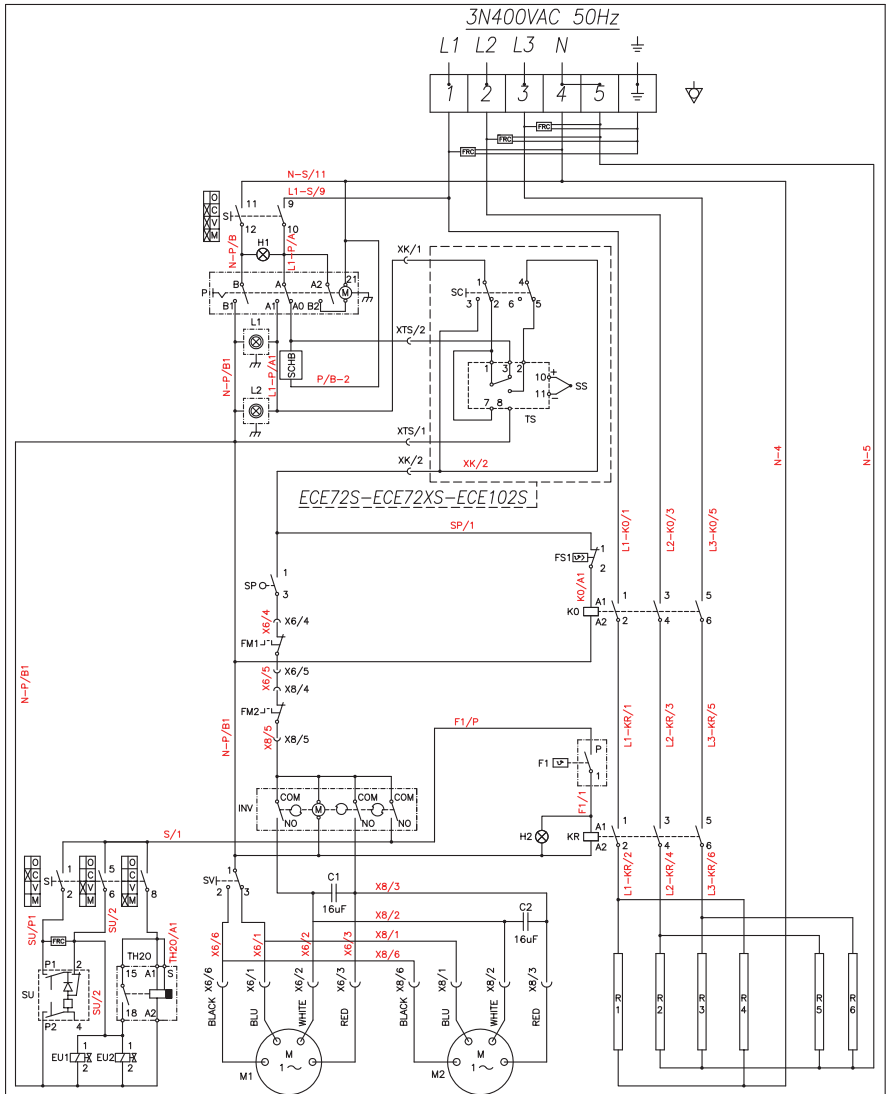 3N400VAC 50Hz
L1 L2 L3 N
1 2 3 4 5
FRC
FRC
FRC
N-S/11
L1-S/9
O
C
V
M
X
X
X
S
11 9
12 10
N-P/B
H1
L1-P/A
XK/1
P
B A A2 21
M
B1 A1 A0 B2
L1
SCHB
XTS/2
N-P/B1
L1-P/A1
P/B-2
L2
SC
1 4
3 2 6 5
1 3 2
10 +
11 −
SS
7 8
TS
XTS/1
XK/2
XK/2
ECE72S-ECE72XS-ECE102S
N-4
N-5
SP/1
L1-K0/1
L2-K0/3
L3-K0/5
FS1
1
2
K0/A1
SP
1
3
K0
A1
A2
1 3 5
2 4 6
X6/4
X6/4
FM1
X6/5
X6/5
X8/4
FM2
X8/5
X8/5
N-P/B1
N-P/B1
F1/P
F1
P
1
F1/1
L1-KR/1
L2-KR/3
L3-KR/5
INV
COM COM COM
M
NO NO NO
H2
KR
A1
A2
1 3 5
2 4 6
L1-KR/2
L2-KR/4
L3-KR/6
S/1
O
C
V
M
X
S
1
2
O
C
V
M
X
5
6
O
C
V
M
X
8
SV
1
2 3
C1
16uF
X8/3
X8/2
X8/1
X8/6
C2
16uF
SU/P1
SU/2
TH20/A1
FRC
X6/6
X6/1
X6/2
X6/3
P1 2
SU
P2 4
SU/2
TH20
15 A1 S
18 A2
X6/6
X6/1
X6/2
X6/3
X8/6
X8/1
X8/2
X8/3
BLACK
BLU
WHITE
RED
BLACK
BLU
WHITE
RED
EU1
1
2
EU2
1
2
M1
M
1 ~
M2
M
1 ~
R1
R2
R3
R4
R5
R6